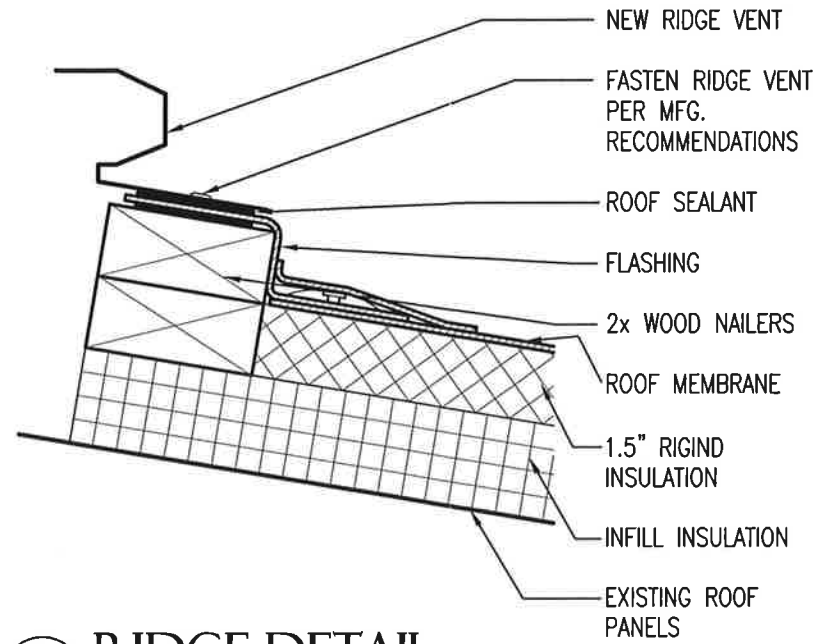 NEW RIDGE VENT
FASTEN RIDGE VENT
PER MFG.
RECOMMENDATIONS
ROOF SEALANT
FLASHING
2x WOOD NAILERS
ROOF MEMBRANE
1.5" RIGIND
INSULATION
INFILL INSULATION
EXISTING ROOF
PANELS
RIDGE DETAIL